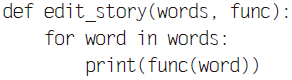 def edit_story(words, func):
    for word in words:
        print(func(word))